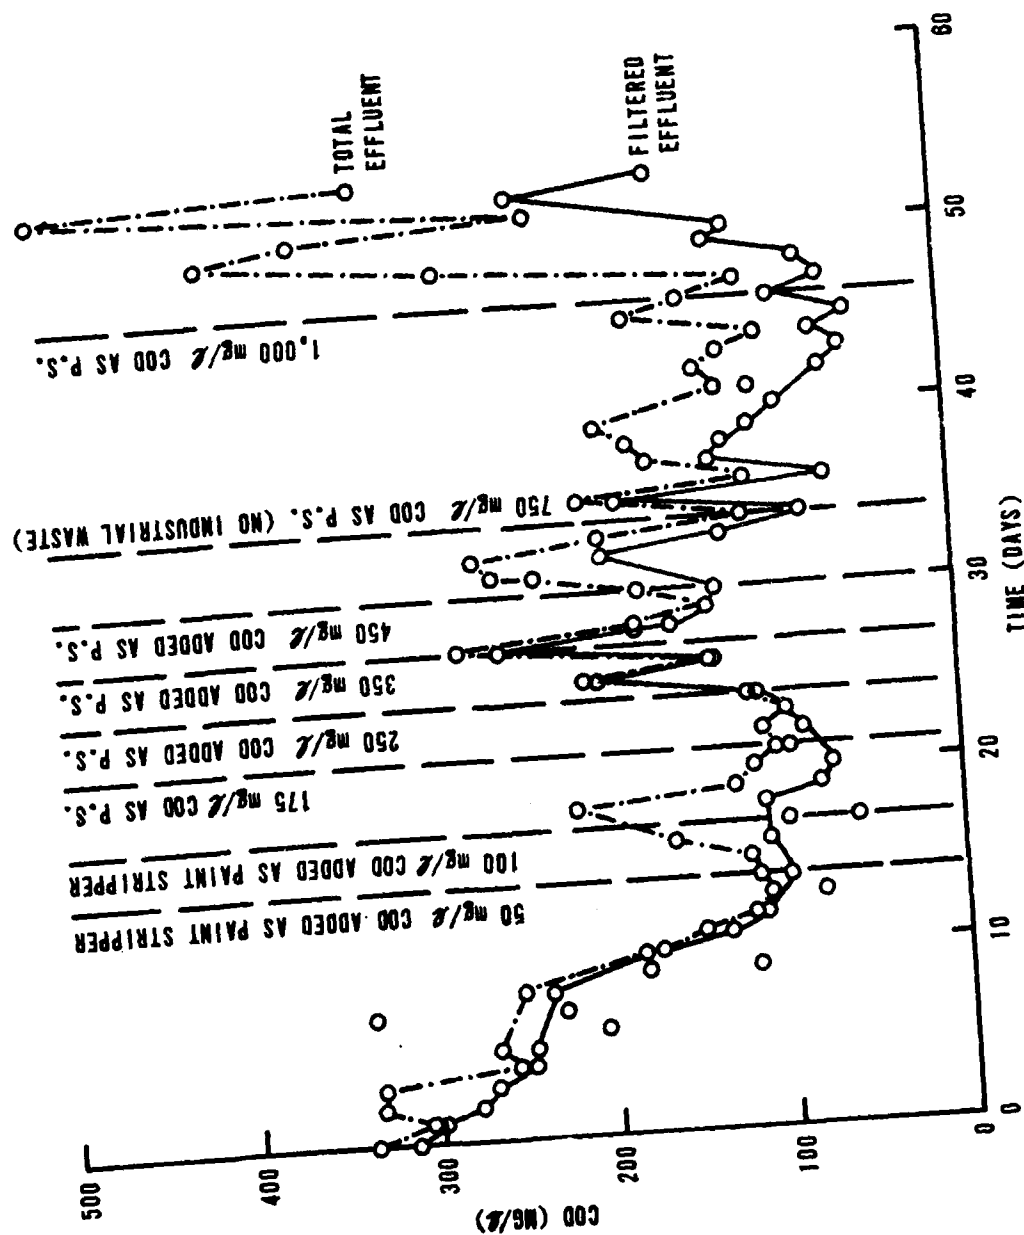 TOTAL
EFFLUENT
FILTERED
EFFLUENT
50 mg/ℓ COD ADDED AS PAINT STRIPPER
100 mg/ℓ COD ADDED AS PAINT STRIPPER
175 mg/ℓ COD AS P.S.
250 mg/ℓ COD ADDED AS P.S.
350 mg/ℓ COD ADDED AS P.S.
450 mg/ℓ COD ADDED AS P.S.
750 mg/ℓ COD AS P.S. (NO INDUSTRIAL WASTE)
1,000 mg/ℓ COD AS P.S.
COD (MG/ℓ)
500
400
300
200
100
0
0
10
20
30
40
50
60
TIME (DAYS)